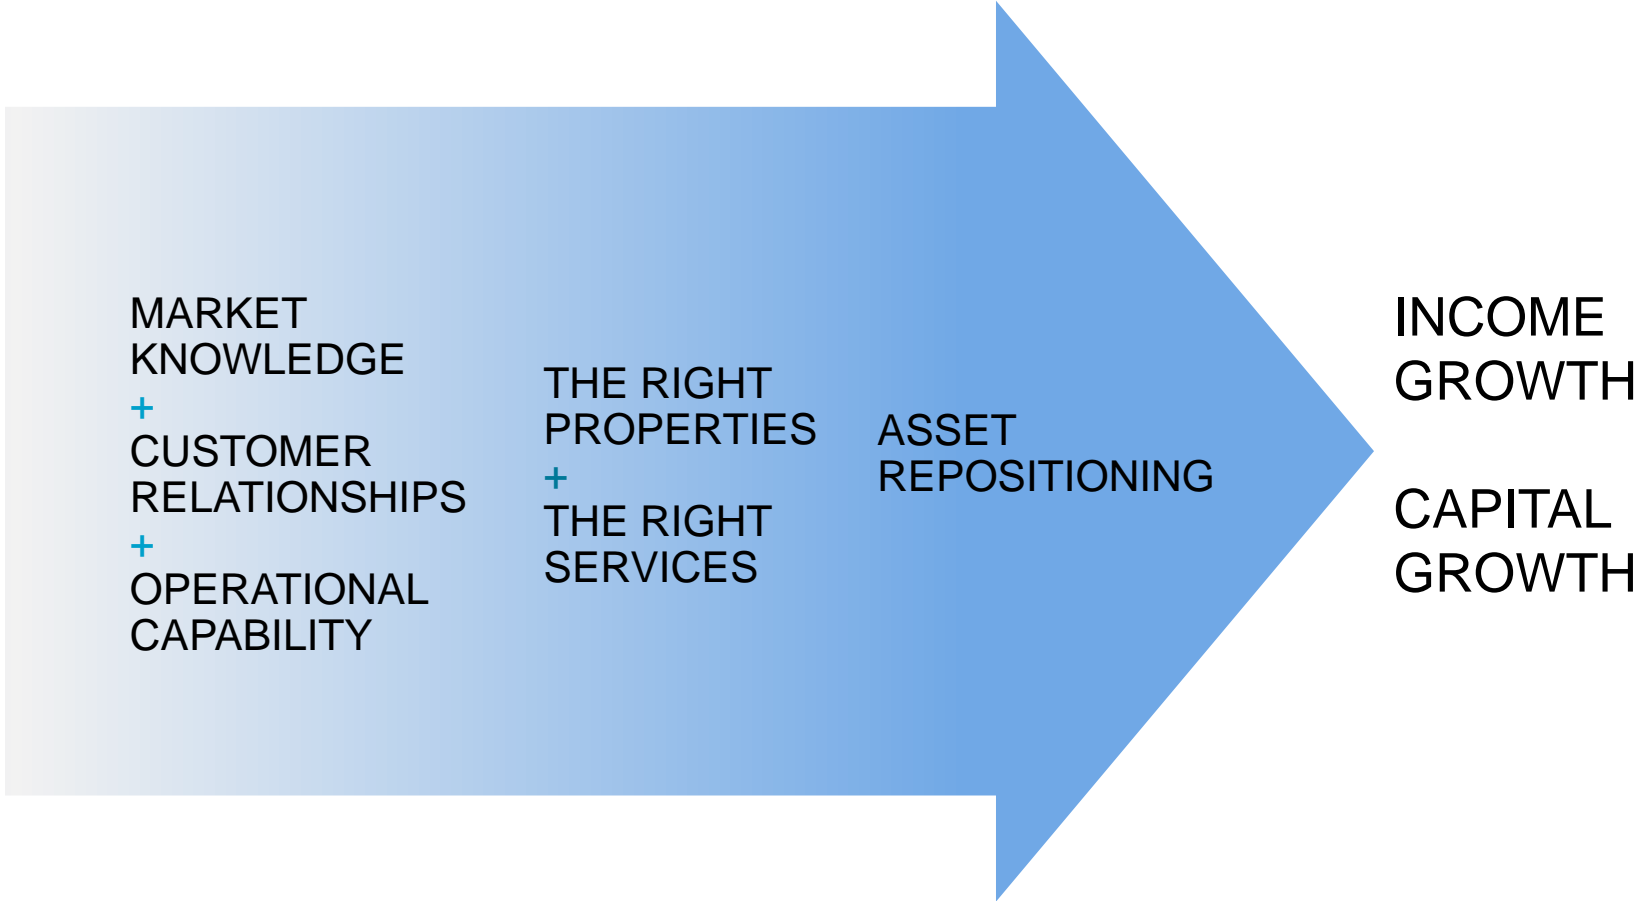 MARKET
KNOWLEDGE
+
CUSTOMER
RELATIONSHIPS
+
OPERATIONAL
CAPABILITY
THE RIGHT
PROPERTIES
+
THE RIGHT
SERVICES
ASSET
REPOSITIONING
INCOME
GROWTH
CAPITAL
GROWTH